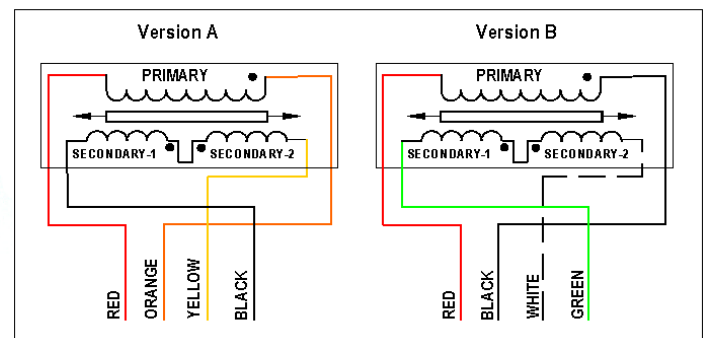 Version A
Version B
PRIMARY
PRIMARY
SECONDARY-1
SECONDARY-2
SECONDARY-1
SECONDARY-2
RED
ORANGE
YELLOW
BLACK
RED
BLACK
WHITE
GREEN